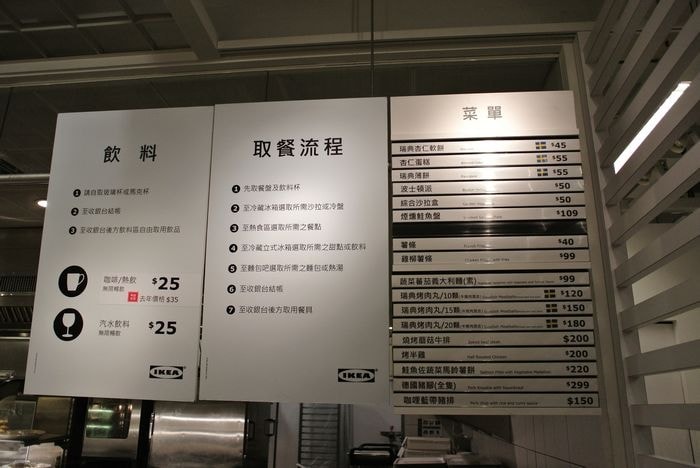 飲 料
1 請自取玻璃杯或馬克杯
2 至收銀台結帳
3 至收銀台後方飲料區自由取用飲品
咖啡/熱飲 $25
無限暢飲
去年價格 $35
汽水飲料 $25
無限暢飲
IKEA
取餐流程
1 先取餐盤及飲料杯
2 至冷藏冰箱選取所需沙拉或冷盤
3 至熱食區選取所需之餐點
4 至冷藏立式冰箱選取所需之甜點或飲料
5 至麵包吧選取所需之麵包或熱湯
6 至收銀台結帳
7 至收銀台後方取用餐具
IKEA
菜 單
瑞典杏仁軟餅 $45
杏仁蛋糕 $55
瑞典薄餅 $55
波士頓派 $50
綜合沙拉盒 $50
煙燻鮭魚盤 $109
薯條 $40
雞柳薯條 $99
蔬菜蕃茄義大利麵(素) $99
瑞典烤肉丸/10顆 $120
瑞典烤肉丸/15顆 $150
瑞典烤肉丸/20顆 $180
燒烤蘑菇牛排 $200
烤半雞 Half Roasted Chicken $200
鮭魚佐蔬菜馬鈴薯餅 $220
德國豬腳(全隻) $299
咖哩藍帶豬排 $150